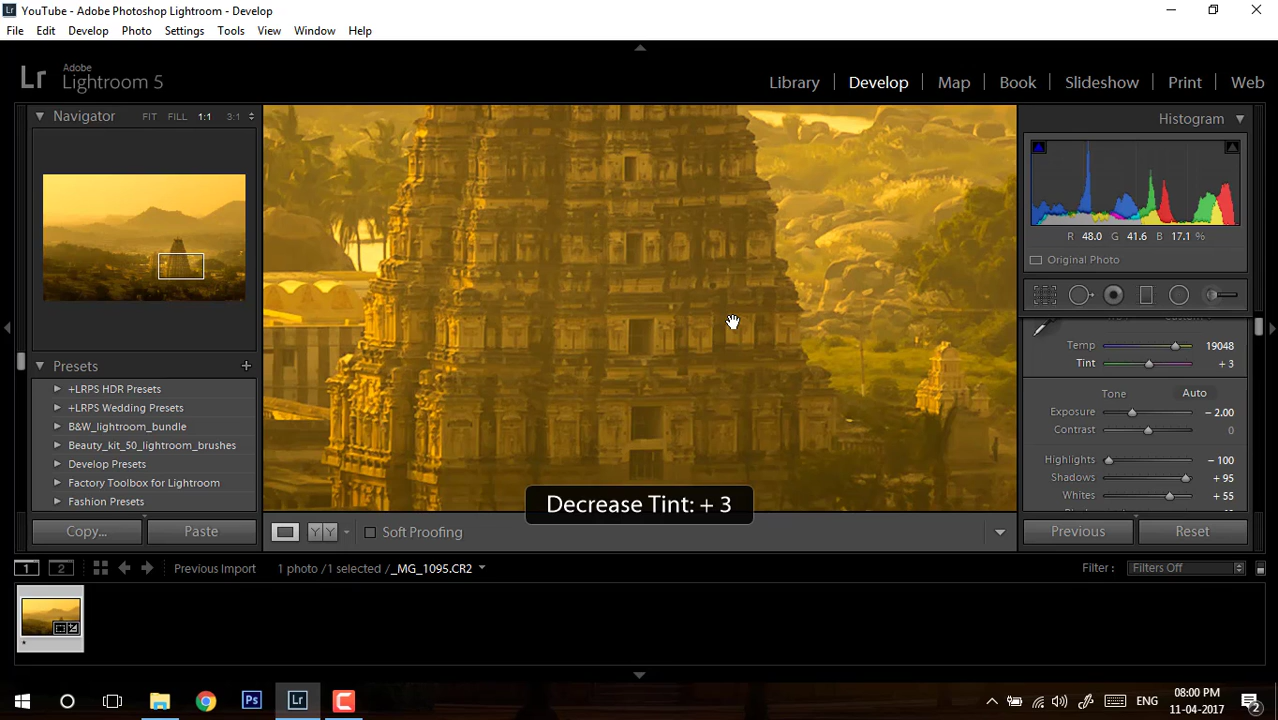 YouTube - Adobe Photoshop Lightroom - Develop
File Edit Develop Photo Settings Tools View Window Help
Lr Adobe Lightroom 5
Library Develop Map Book Slideshow Print Web
Navigator FIT FILL 1:1 3:1
Histogram
R 48.0 G 41.6 B 17.1 %
Original Photo
Temp 19048
Tint + 3
Tone Auto
Exposure – 2.00
Contrast 0
Highlights – 100
Shadows + 95
Whites + 55
Presets
+LRPS HDR Presets
+LRPS Wedding Presets
B&W_lightroom_bundle
Beauty_kit_50_lightroom_brushes
Develop Presets
Factory Toolbox for Lightroom
Fashion Presets
Decrease Tint: + 3
Copy... Paste
Y Y Soft Proofing
Previous Reset
1 2 Previous Import 1 photo /1 selected /_MG_1095.CR2 Filter : Filters Off
Ps Lr ENG
08:00 PM
11-04-2017
2